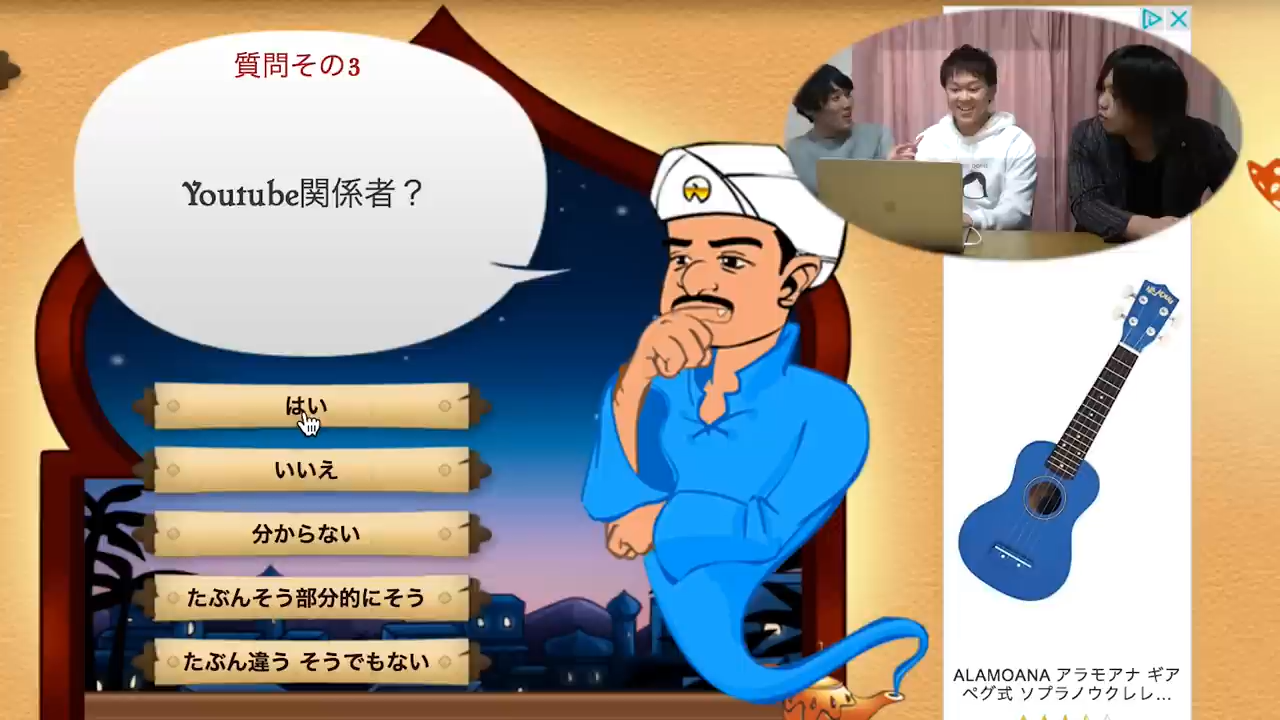 質問その3
Youtube関係者？
はい
いいえ
分からない
たぶんそう部分的にそう
たぶん違う そうでもない
ALAMOANA アラモアナ ギア
ペグ式 ソプラノウクレレ...